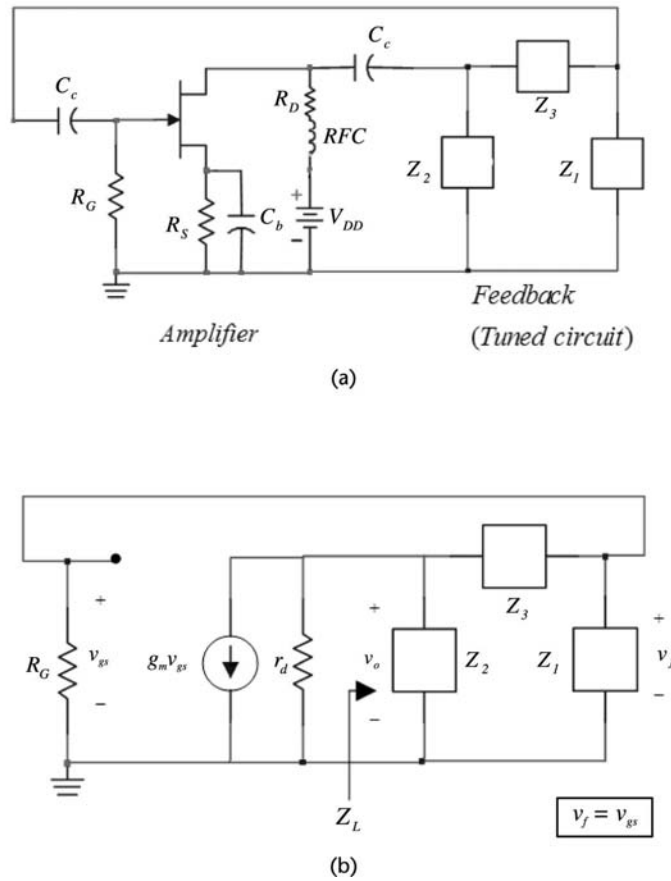 C_c
C_c
R_D
Z_3
RFC
Z_2
Z_1
R_G
R_S
C_b
+
V_DD
−
Feedback
Amplifier
(Tuned circuit)
(a)
Z_3
+
+
+
R_G
v_gs
g_m v_gs
r_d
v_o
Z_2
Z_1
−
−
−
Z_L
v_f = v_gs
(b)